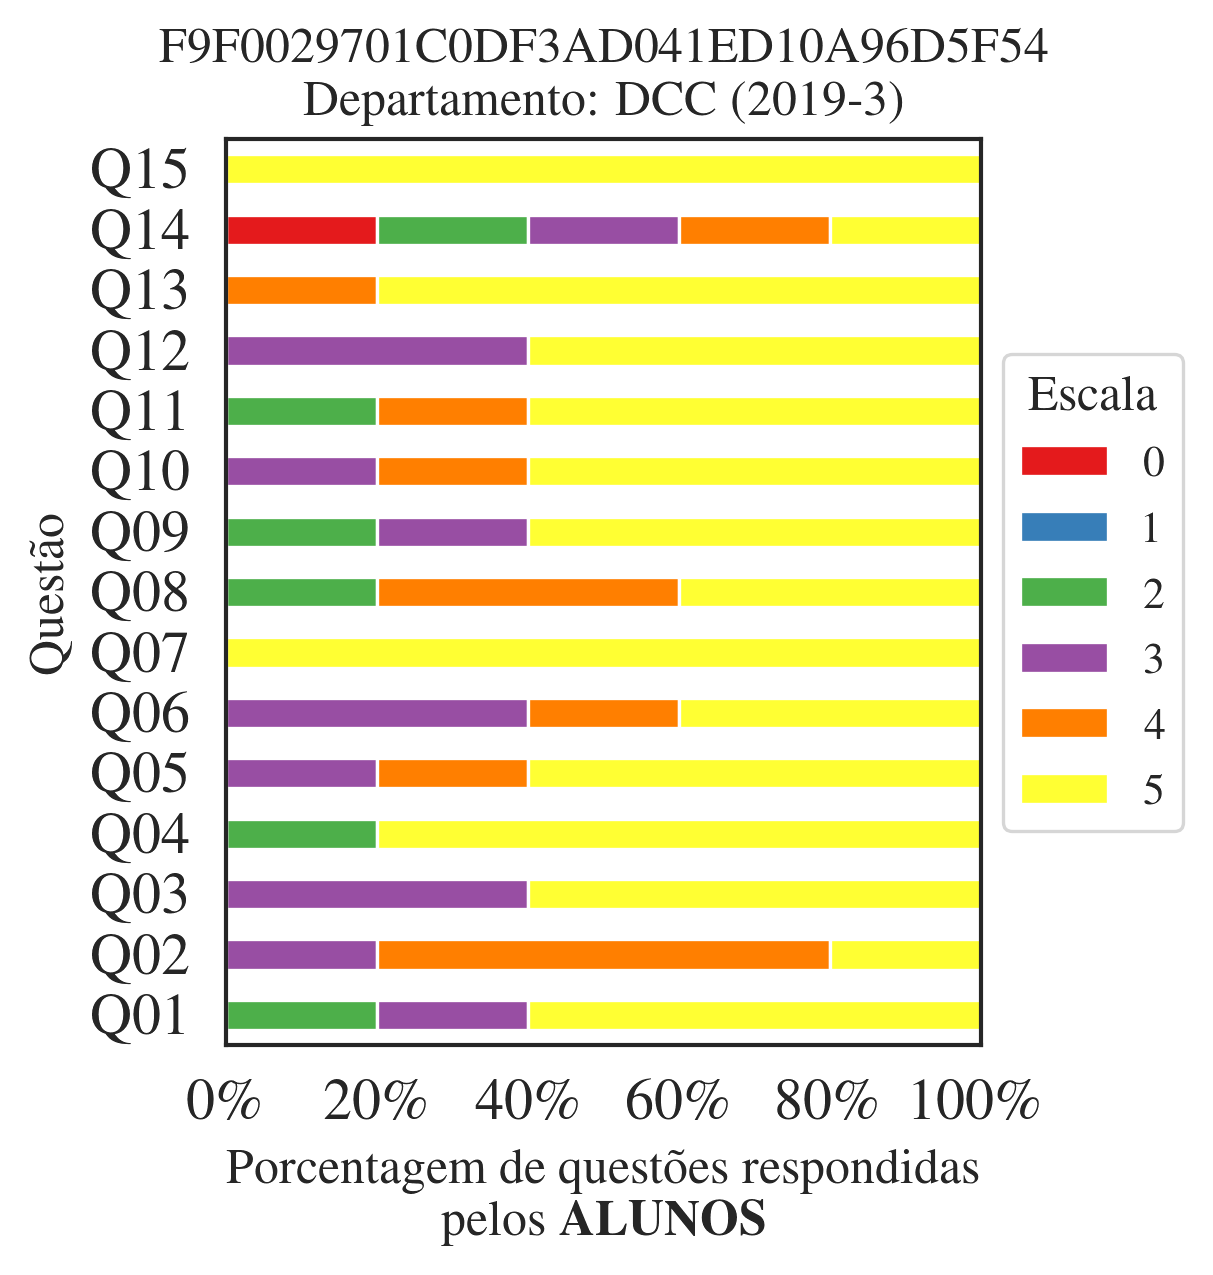 F9F0029701C0DF3AD041ED10A96D5F54
Departamento: DCC (2019-3)
Q15
Q14
Q13
Q12
Q11
Q10
Q09
Q08
Q07
Q06
Q05
Q04
Q03
Q02
Q01
Questão
0% 20% 40% 60% 80% 100%
Porcentagem de questões respondidas
pelos ALUNOS
Escala
0
1
2
3
4
5